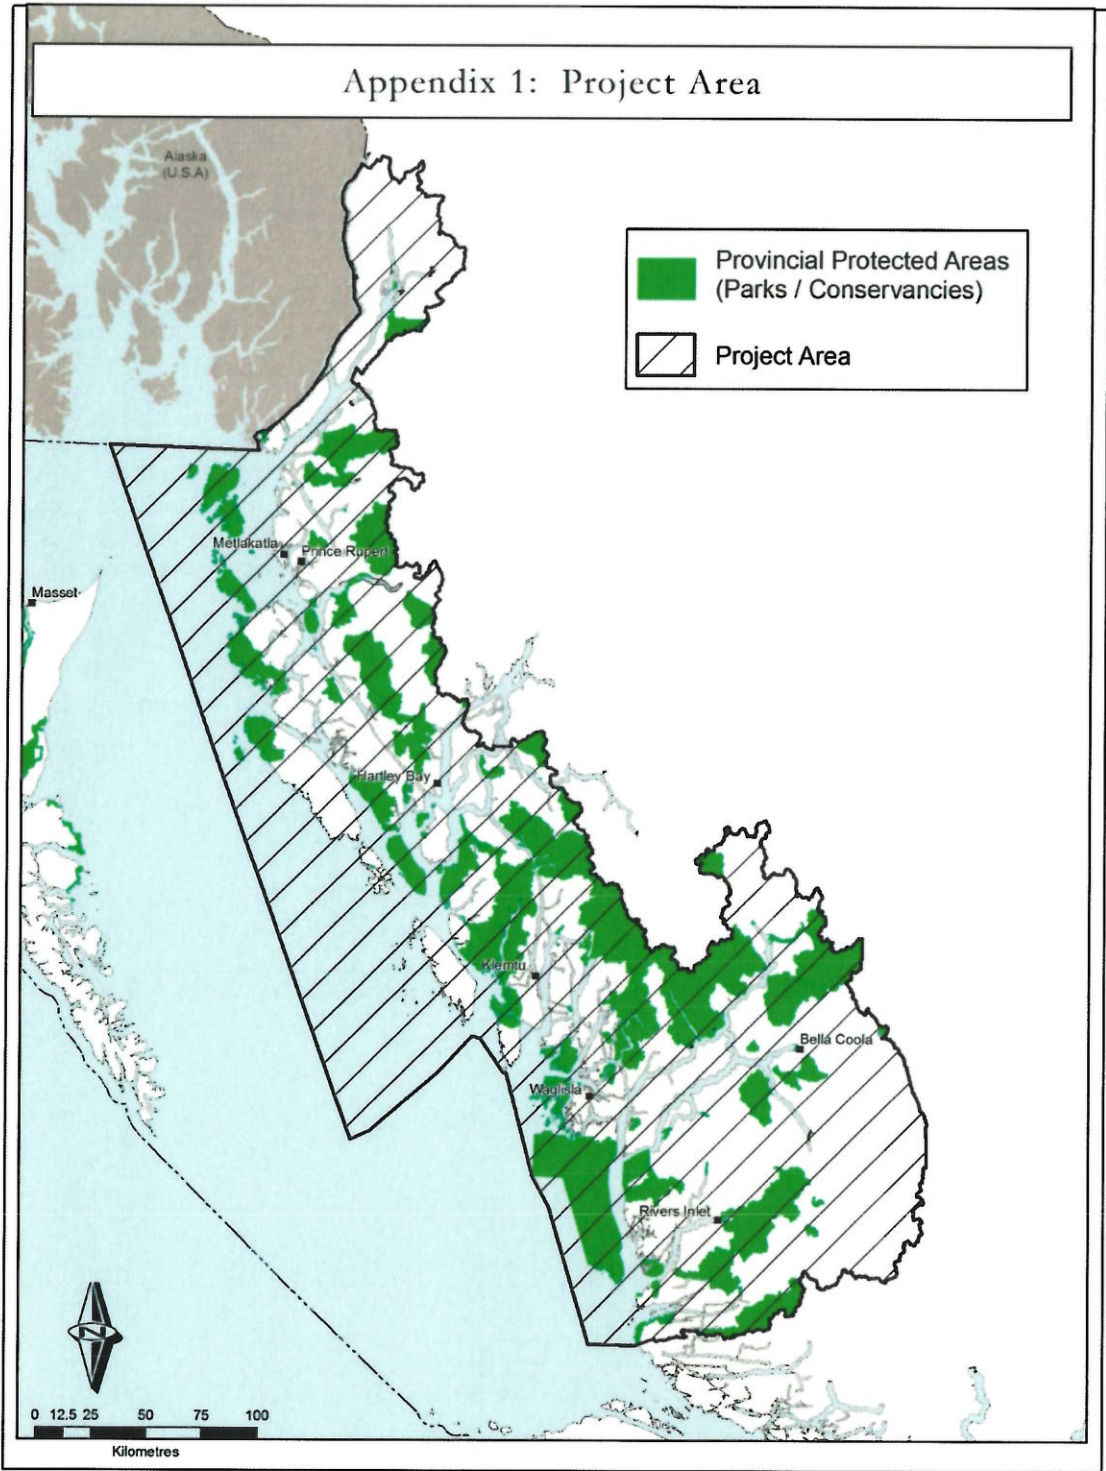 Appendix 1: Project Area
Alaska
(U.S.A)
Provincial Protected Areas
(Parks / Conservancies)
Project Area
Metlakatla
Prince Rupert
Masset
Hartley Bay
Klemtu
Bella Coola
Waglisla
Rivers Inlet
N
0 12.5 25 50 75 100
Kilometres